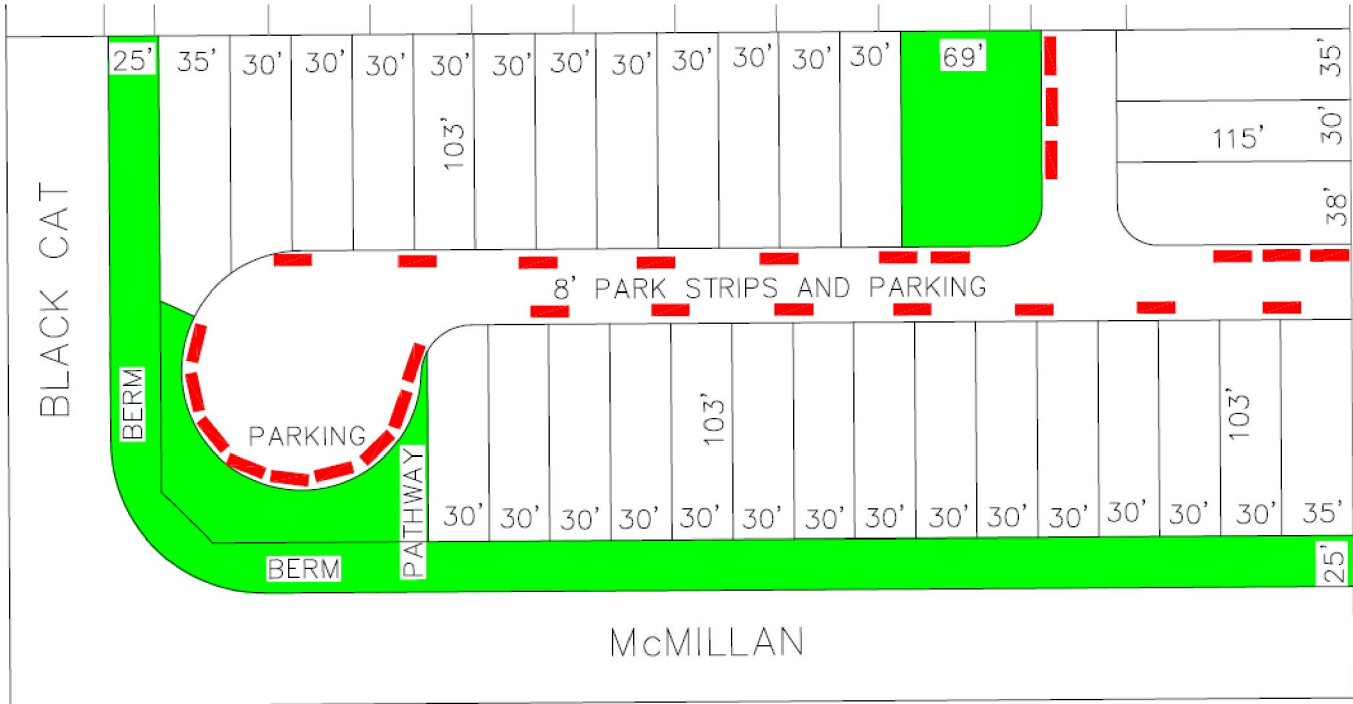 25' 35' 30' 30' 30' 30' 30' 30' 30' 30' 30' 30' 30' 69' 35'
103' 115' 30'
38'
BLACK CAT
8' PARK STRIPS AND PARKING
BERM
PARKING
PATHWAY
103' 103'
30' 30' 30' 30' 30' 30' 30' 30' 30' 30' 30' 30' 30' 30' 35'
BERM
25'
McMILLAN